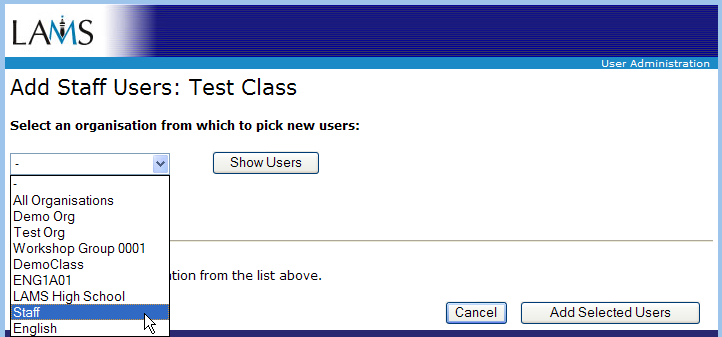 LAMS
User Administration
Add Staff Users: Test Class
Select an organisation from which to pick new users:
-
Show Users
-
All Organisations
Demo Org
Test Org
Workshop Group 0001
DemoClass
ENG1A01
LAMS High School
Staff
English
from the list above.
Cancel
Add Selected Users